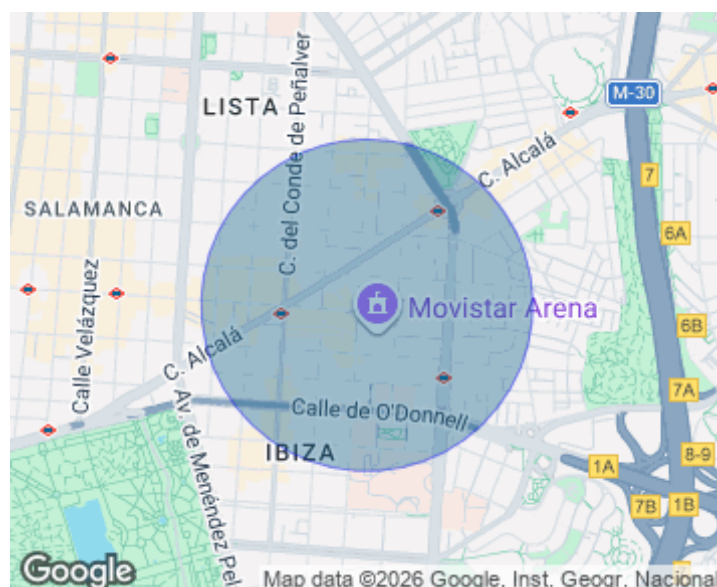 M-30
LISTA
C. del Conde de Peñalver
C. Alcalá
7
SALAMANCA
6A
Calle Velázquez
Movistar Arena
6B
C. Alcalá
7A
Av. de Menéndez Pel
Calle de O'Donnell
IBIZA
1A
8-9
7B
1B
Google
Map data ©2026 Google, Inst. Geogr. Nacional